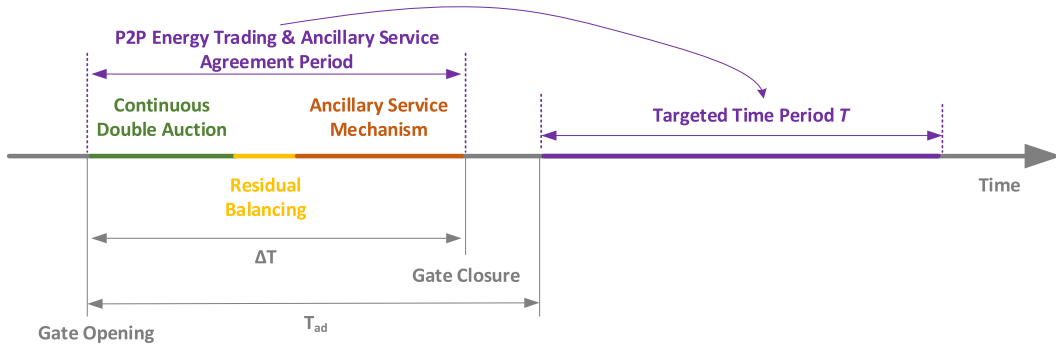 P2P Energy Trading & Ancillary Service
Agreement Period
Continuous
Double Auction
Ancillary Service
Mechanism
Targeted Time Period T
Residual
Balancing
Time
ΔT
Gate Closure
T_ad
Gate Opening